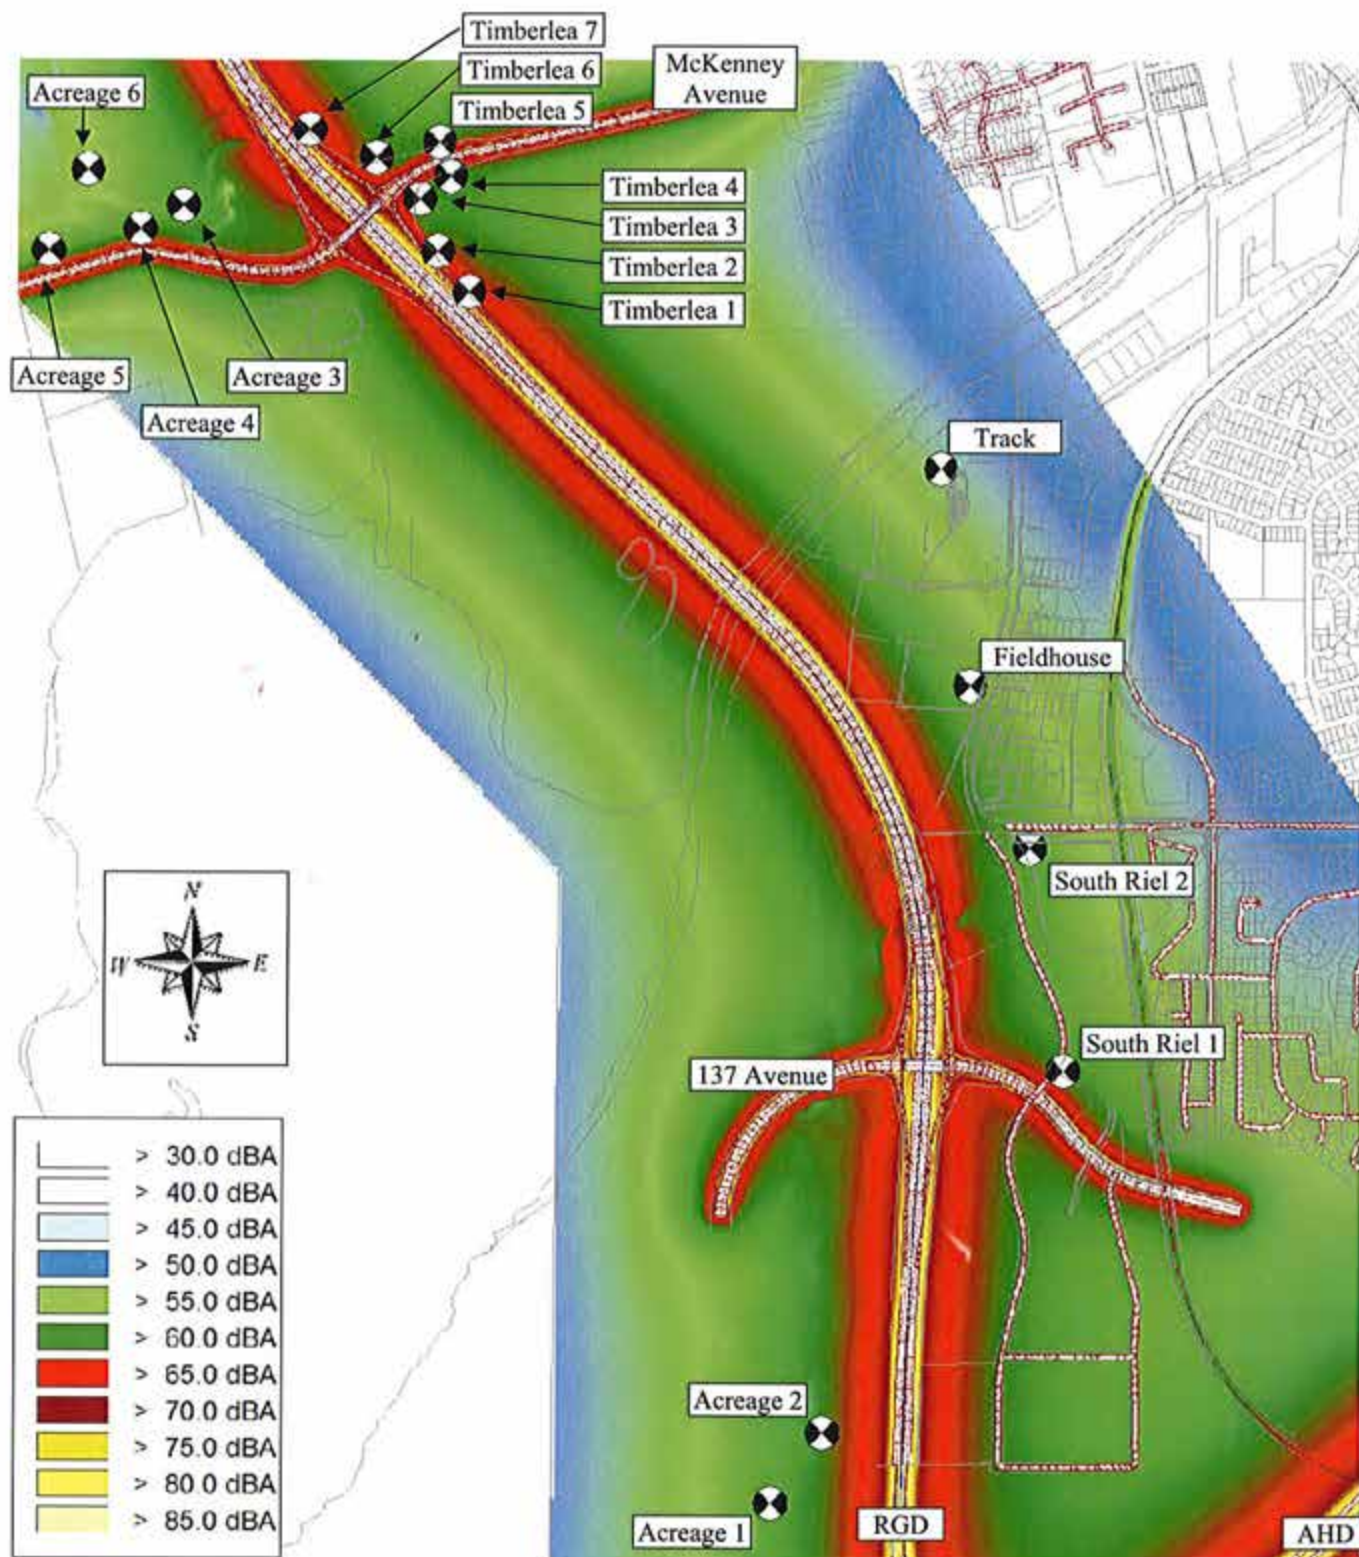 Timberlea 7
Timberlea 6
McKenney
Avenue
Acreage 6
Timberlea 5
Timberlea 4
Timberlea 3
Timberlea 2
Timberlea 1
Acreage 5
Acreage 3
Acreage 4
Track
Fieldhouse
South Riel 2
N
W E
S
South Riel 1
137 Avenue
> 30.0 dBA
> 40.0 dBA
> 45.0 dBA
> 50.0 dBA
> 55.0 dBA
> 60.0 dBA
> 65.0 dBA
> 70.0 dBA
> 75.0 dBA
> 80.0 dBA
> 85.0 dBA
Acreage 2
Acreage 1
RGD
AHD